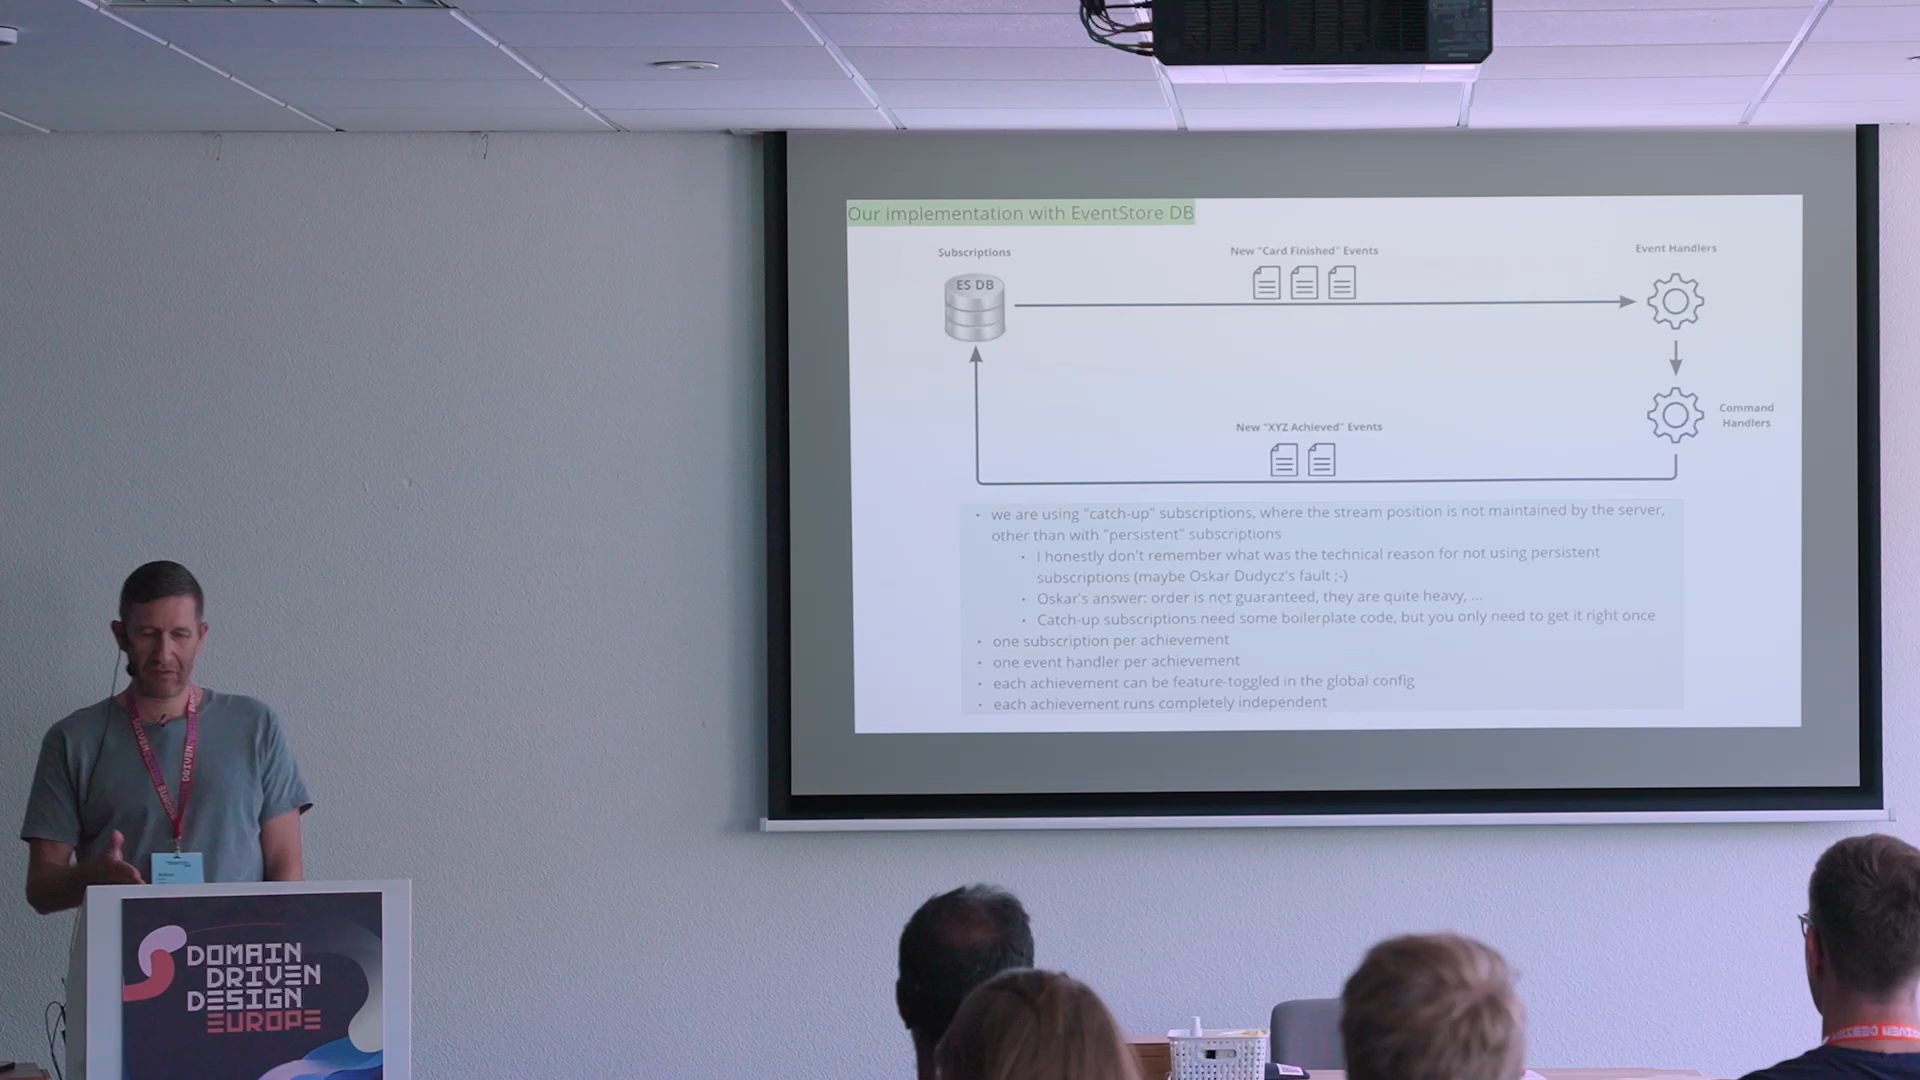 Our implementation with EventStore DB
Subscriptions
New "Card Finished" Events
Event Handlers
ES DB
Command
Handlers
New "XYZ Achieved" Events
• we are using "catch-up" subscriptions, where the stream position is not maintained by the server,
other than with "persistent" subscriptions
• I honestly don't remember what was the technical reason for not using persistent
subscriptions (maybe Oskar Dudycz's fault ;-)
• Oskar's answer: order is not guaranteed, they are quite heavy, ...
• Catch-up subscriptions need some boilerplate code, but you only need to get it right once
• one subscription per achievement
• one event handler per achievement
• each achievement can be feature-toggled in the global config
• each achievement runs completely independent
DOMAIN
DRIVEN
DESIGN
EUROPE